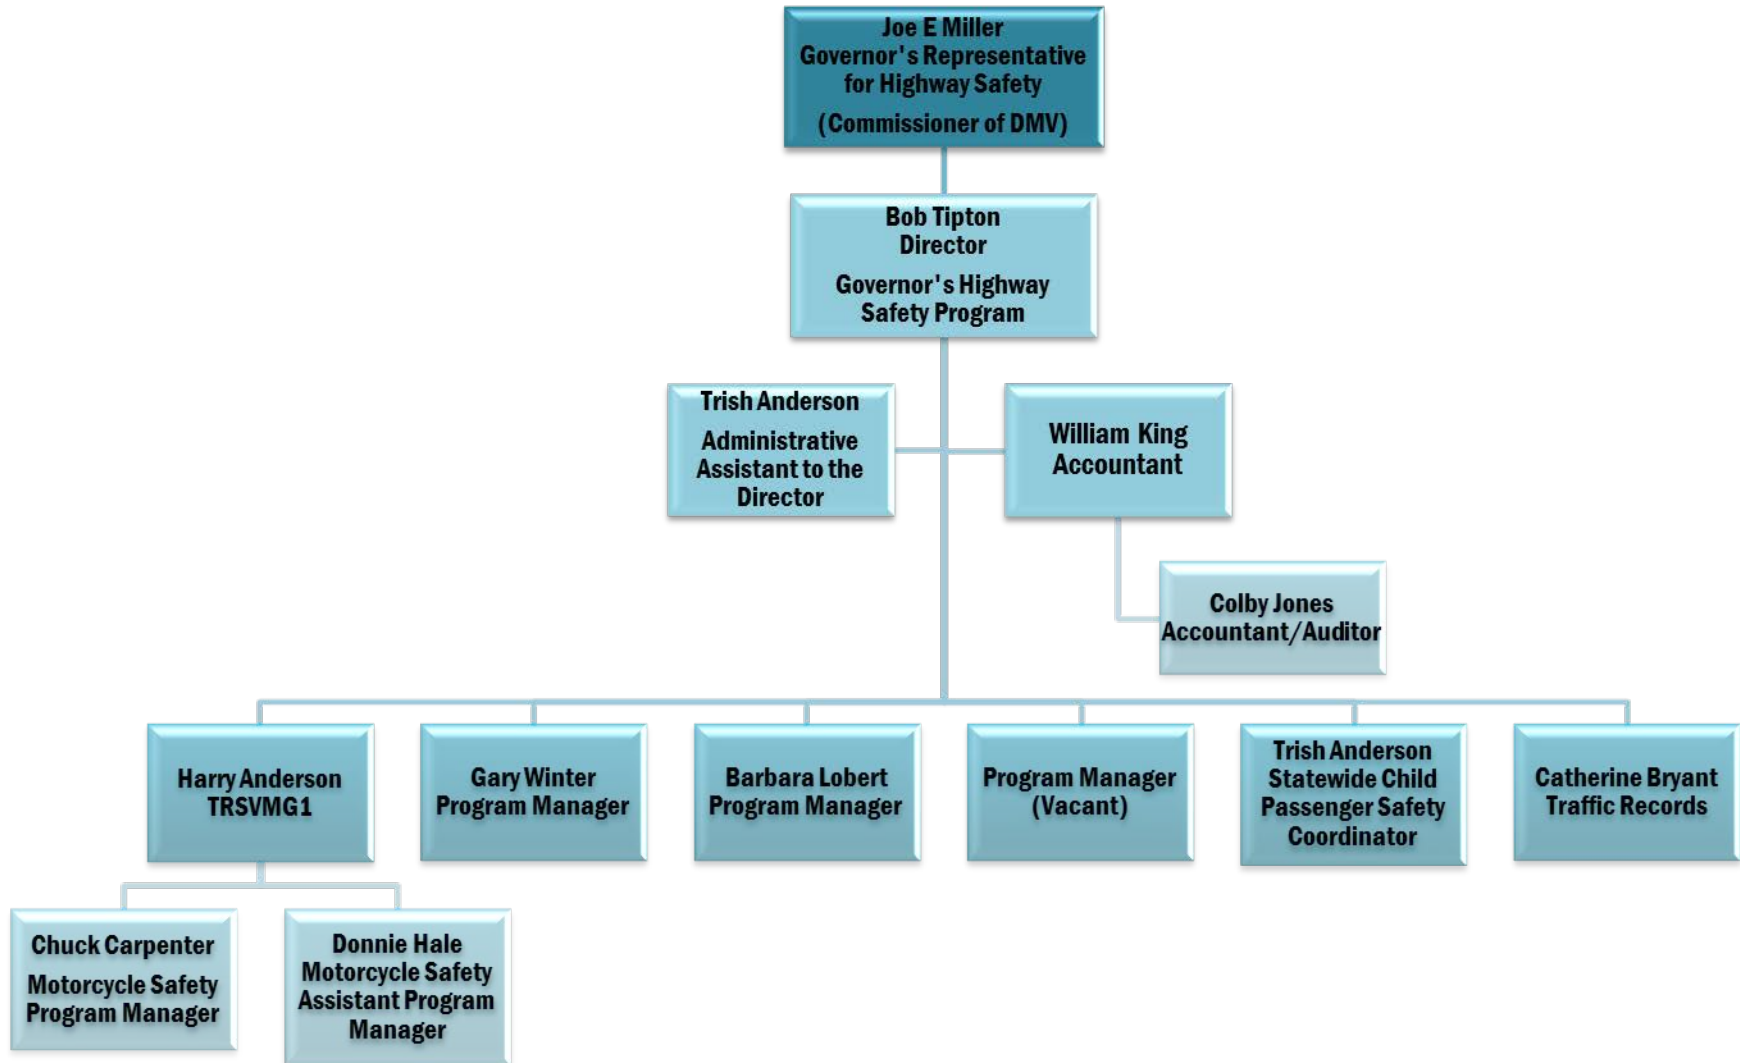 Joe E Miller
Governor's Representative
for Highway Safety
(Commissioner of DMV)
Bob Tipton
Director
Governor's Highway
Safety Program
Trish Anderson
Administrative
Assistant to the
Director
William King
Accountant
Colby Jones
Accountant/Auditor
Harry Anderson
TRSVMG1
Gary Winter
Program Manager
Barbara Lobert
Program Manager
Program Manager
(Vacant)
Trish Anderson
Statewide Child
Passenger Safety
Coordinator
Catherine Bryant
Traffic Records
Chuck Carpenter
Motorcycle Safety
Program Manager
Donnie Hale
Motorcycle Safety
Assistant Program
Manager